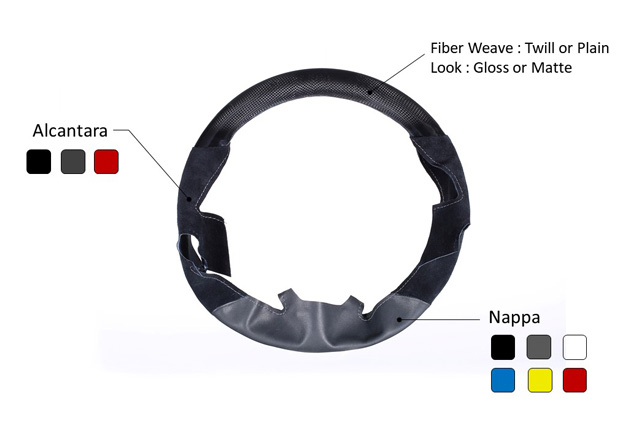 Fiber Weave : Twill or Plain
Look : Gloss or Matte
Alcantara
Nappa